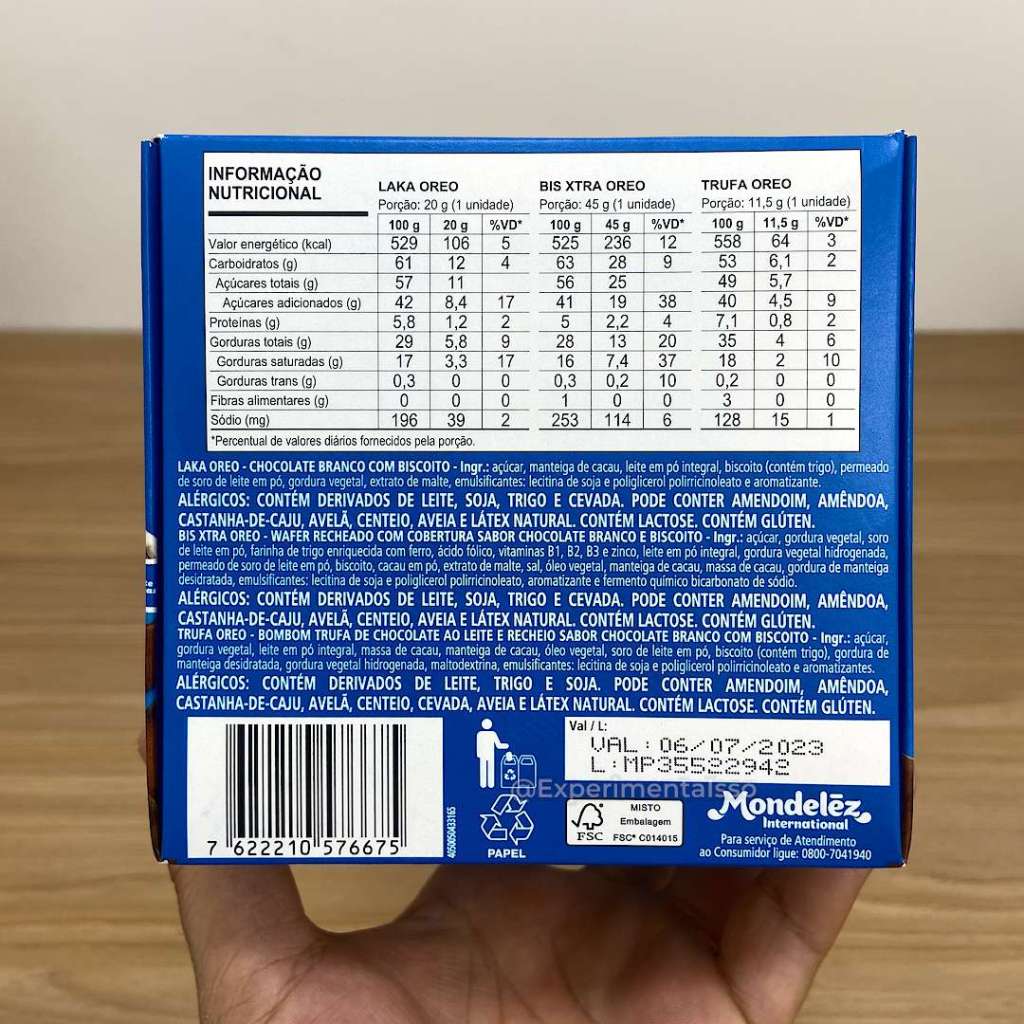 INFORMAÇÃO
NUTRICIONAL
LAKA OREO BIS XTRA OREO TRUFA OREO
Porção: 20 g (1 unidade) Porção: 45 g (1 unidade) Porção: 11,5 g (1 unidade)
100 g 20 g %VD* 100 g 45 g %VD* 100 g 11,5 g %VD*
Valor energético (kcal) 529 106 5 525 236 12 558 64 3
Carboidratos (g) 61 12 4 63 28 9 53 6,1 2
Açúcares totais (g) 57 11 56 25 49 5,7
Açúcares adicionados (g) 42 8,4 17 41 19 38 40 4,5 9
Proteínas (g) 5,8 1,2 2 5 2,2 4 7,1 0,8 2
Gorduras totais (g) 29 5,8 9 28 13 20 35 4 6
Gorduras saturadas (g) 17 3,3 17 16 7,4 37 18 2 10
Gorduras trans (g) 0,3 0 0 0,3 0,2 10 0,2 0 0
Fibras alimentares (g) 0 0 0 1 0 0 3 0 0
Sódio (mg) 196 39 2 253 114 6 128 15 1
*Percentual de valores diários fornecidos pela porção.
LAKA OREO - CHOCOLATE BRANCO COM BISCOITO - Ingr.: açúcar, manteiga de cacau, leite em pó integral, biscoito (contém trigo), permeado
de soro de leite em pó, gordura vegetal, extrato de malte, emulsificantes: lecitina de soja e poliglicerol polirricinoleato e aromatizante.
ALÉRGICOS: CONTÉM DERIVADOS DE LEITE, SOJA, TRIGO E CEVADA. PODE CONTER AMENDOIM, AMÊNDOA,
CASTANHA-DE-CAJU, AVELÃ, CENTEIO, AVEIA E LÁTEX NATURAL. CONTÉM LACTOSE. CONTÉM GLÚTEN.
BIS XTRA OREO - WAFER RECHEADO COM COBERTURA SABOR CHOCOLATE BRANCO E BISCOITO - Ingr.: açúcar, gordura vegetal, soro
de leite em pó, farinha de trigo enriquecida com ferro, ácido fólico, vitaminas B1, B2, B3 e zinco, leite em pó integral, gordura vegetal hidrogenada,
permeado de soro de leite em pó, biscoito, cacau em pó, extrato de malte, sal, óleo vegetal, manteiga de cacau, massa de cacau, gordura de manteiga
desidratada, emulsificantes: lecitina de soja e poliglicerol polirricinoleato, aromatizante e fermento químico bicarbonato de sódio.
ALÉRGICOS: CONTÉM DERIVADOS DE LEITE, SOJA, TRIGO E CEVADA. PODE CONTER AMENDOIM, AMÊNDOA,
CASTANHA-DE-CAJU, AVELÃ, CENTEIO, AVEIA E LÁTEX NATURAL. CONTÉM LACTOSE. CONTÉM GLÚTEN.
TRUFA OREO - BOMBOM TRUFA DE CHOCOLATE AO LEITE E RECHEIO SABOR CHOCOLATE BRANCO COM BISCOITO - Ingr.: açúcar,
gordura vegetal, leite em pó integral, massa de cacau, manteiga de cacau, óleo vegetal, soro de leite em pó, biscoito (contém trigo), gordura de
manteiga desidratada, gordura vegetal hidrogenada, maltodextrina, emulsificantes: lecitina de soja e poliglicerol polirricinoleato e aromatizantes.
ALÉRGICOS: CONTÉM DERIVADOS DE LEITE, TRIGO E SOJA. PODE CONTER AMENDOIM, AMÊNDOA,
CASTANHA-DE-CAJU, AVELÃ, CENTEIO, CEVADA, AVEIA E LÁTEX NATURAL. CONTÉM LACTOSE. CONTÉM GLÚTEN.
7 622210 576675
4050050433165
PAPEL
Val / L:
VAL: 06/07/2023
L:MP35522942
@ExperimentaIsso
FSC
MISTO
Embalagem
FSC® C014015
Mondelēz
International
Para serviço de Atendimento
ao Consumidor ligue: 0800-7041940